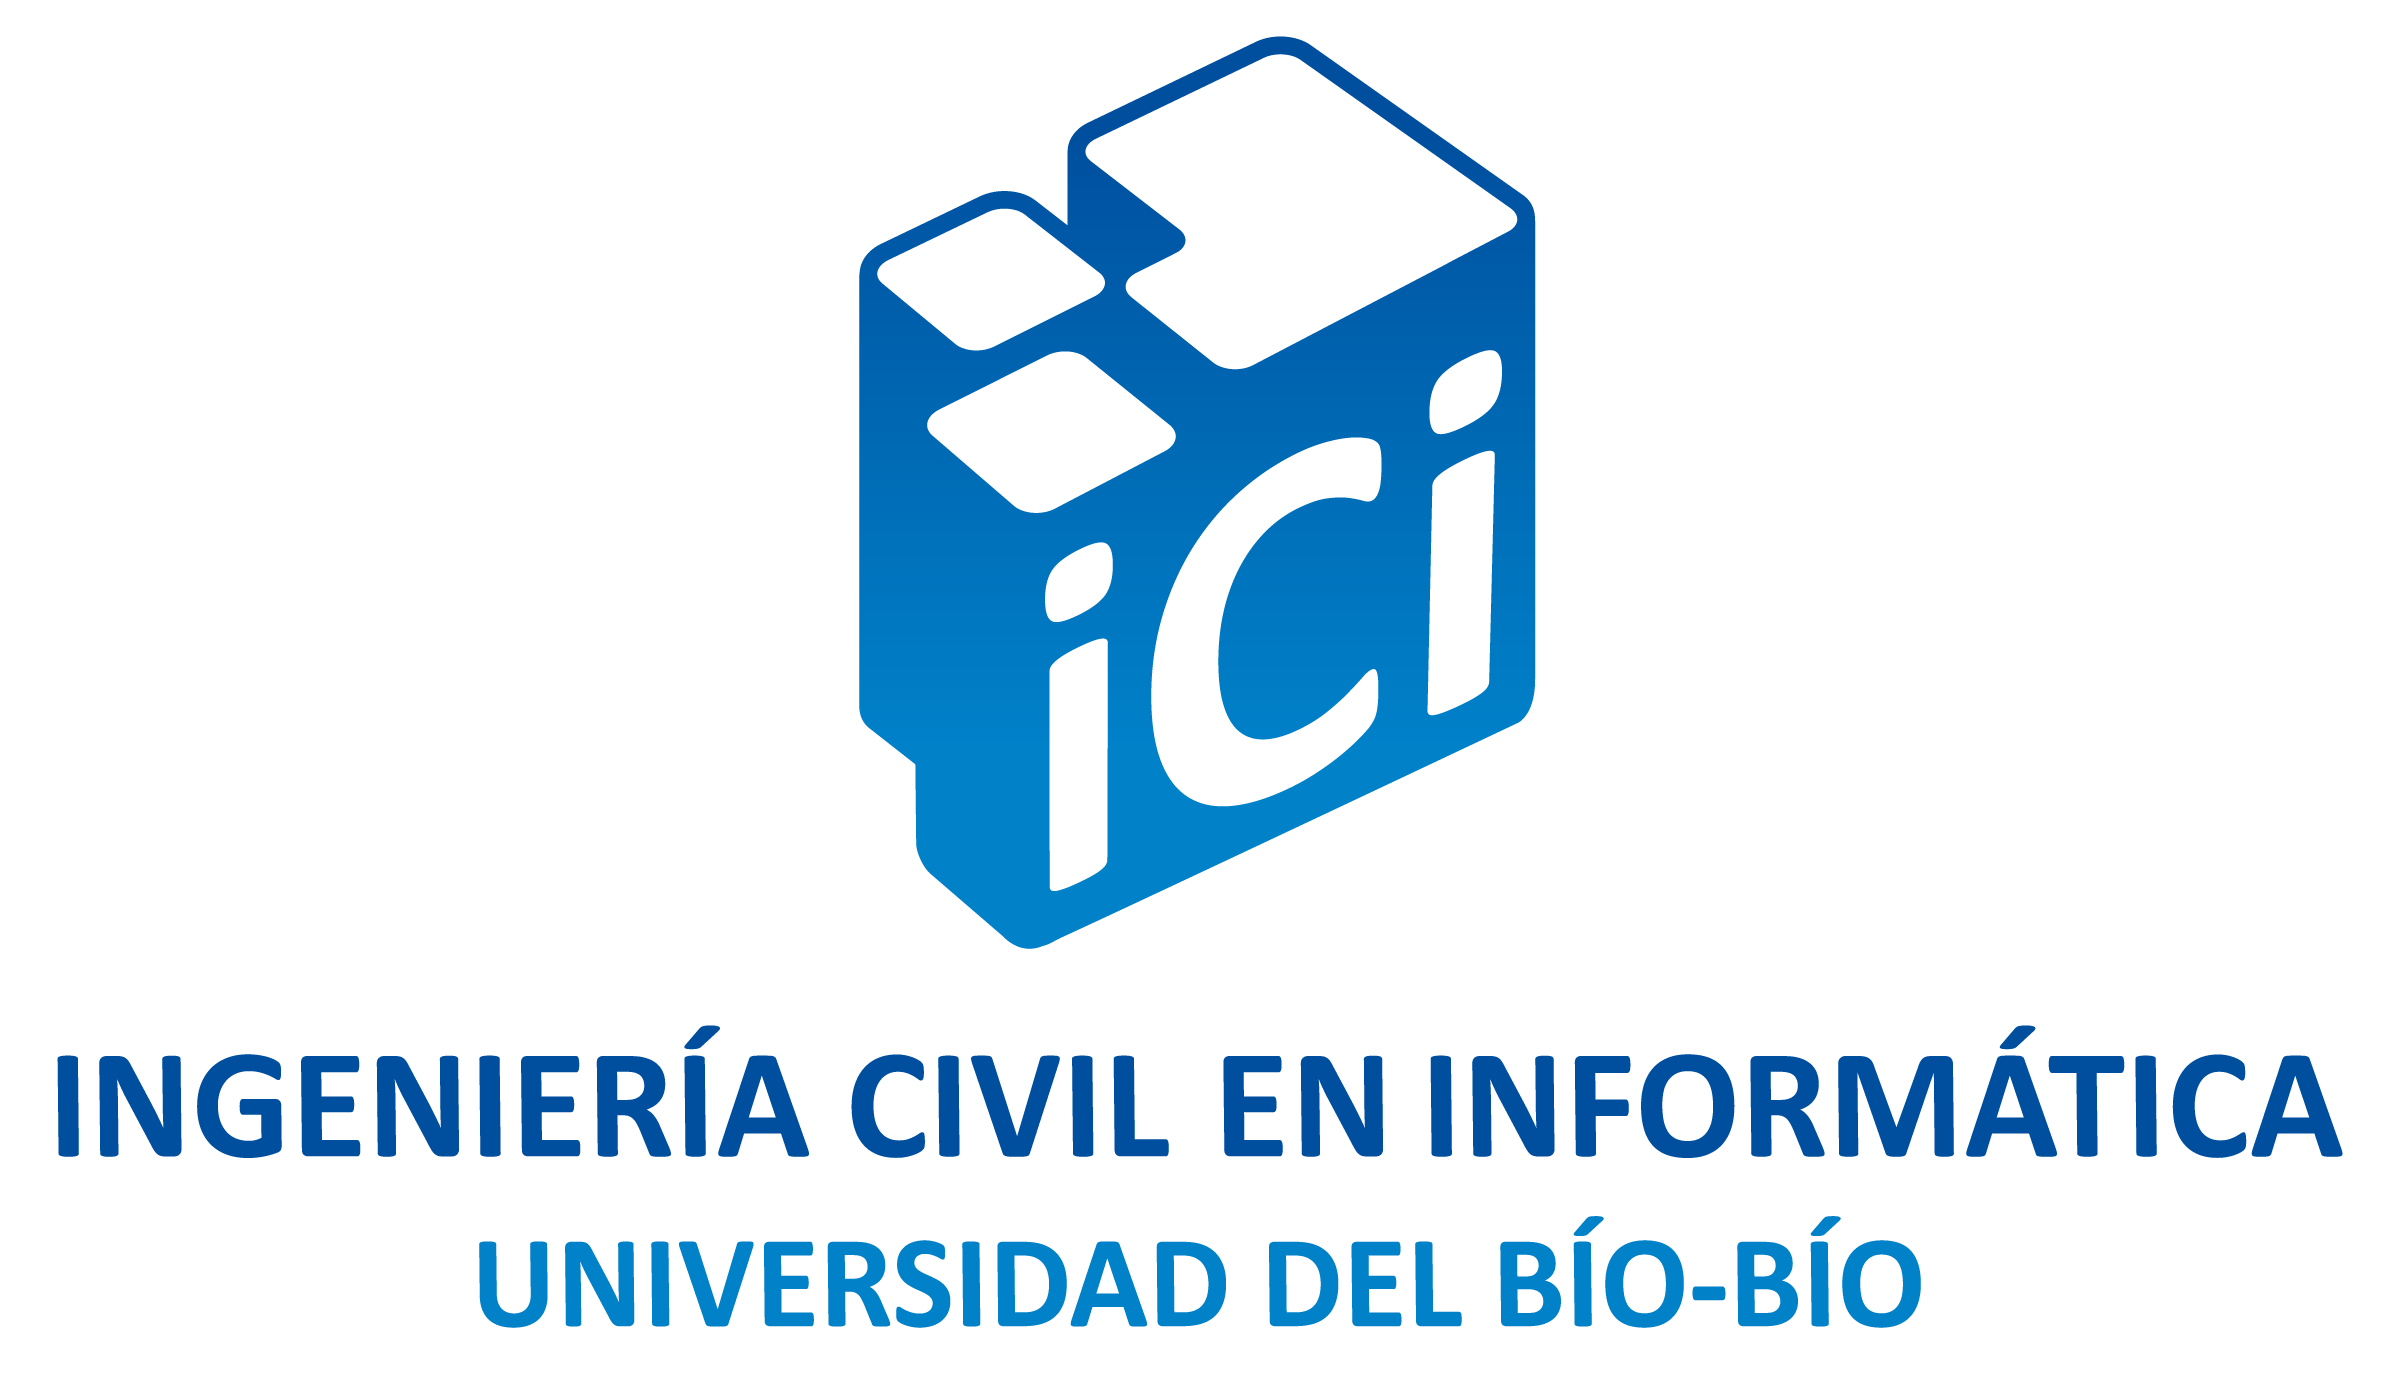 iCi
INGENIERÍA CIVIL EN INFORMÁTICA
UNIVERSIDAD DEL BÍO-BÍO